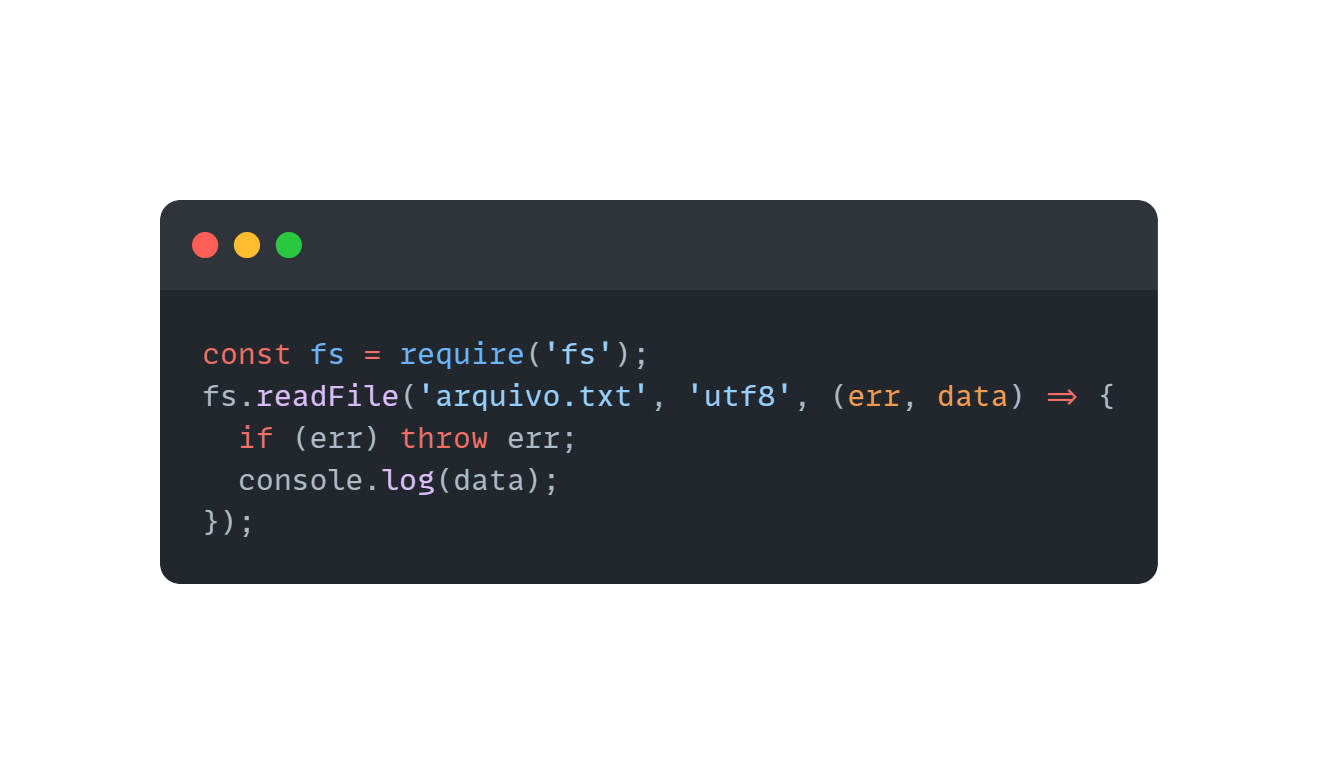 const fs = require('fs');
fs.readFile('arquivo.txt', 'utf8', (err, data) => {
  if (err) throw err;
  console.log(data);
});